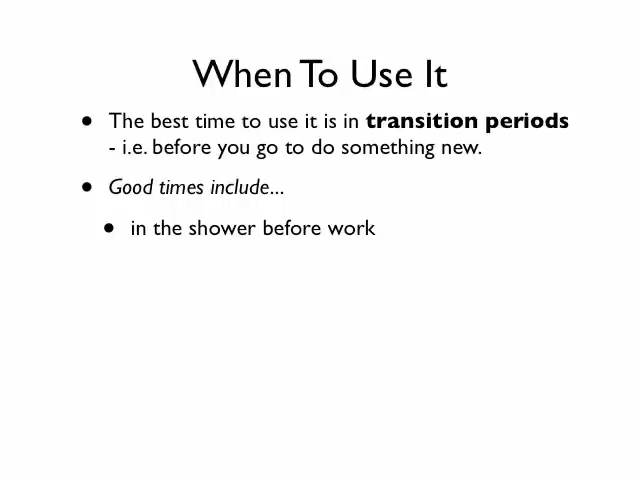 When To Use It
• The best time to use it is in transition periods
- i.e. before you go to do something new.
• Good times include...
• in the shower before work